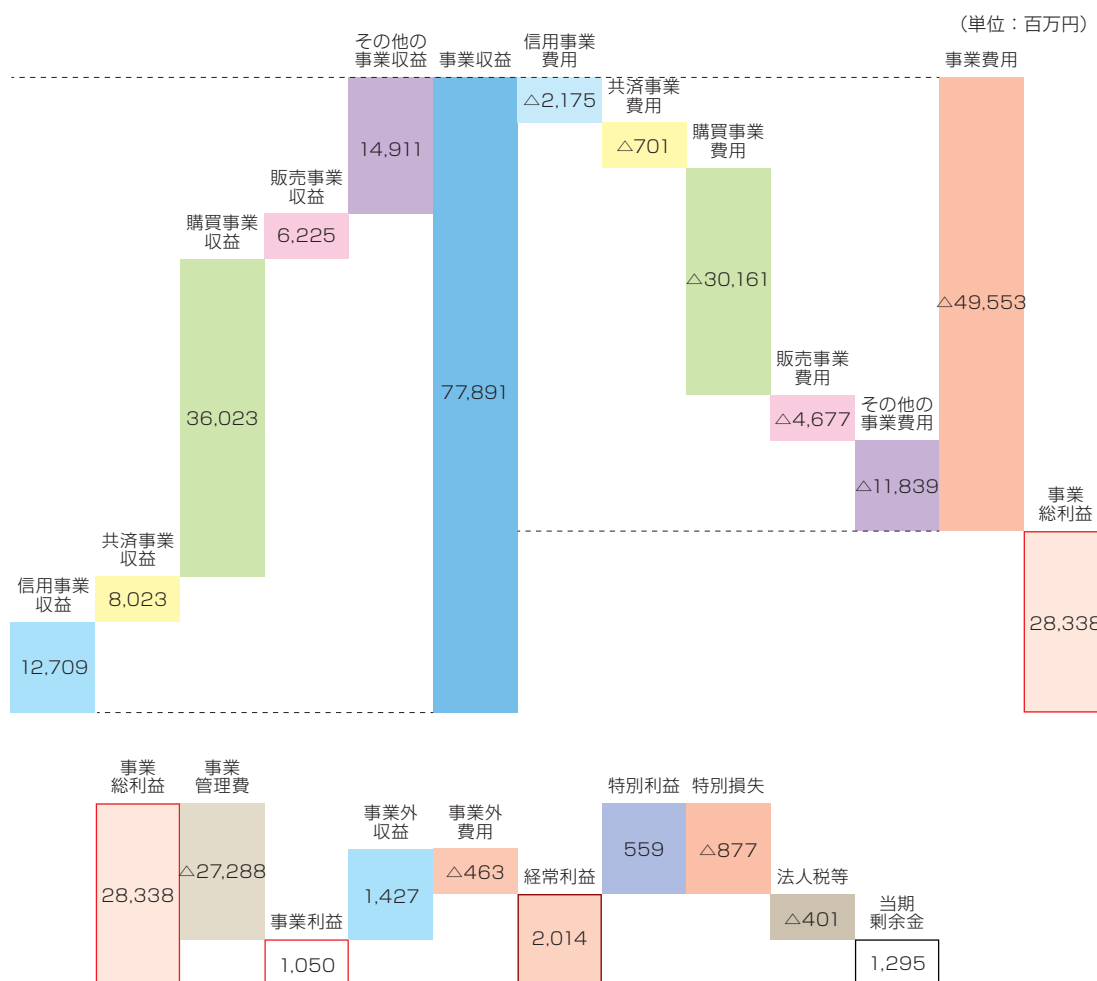 （単位：百万円）
信用事業
収益
12,709
共済事業
収益
8,023
購買事業
収益
36,023
販売事業
収益
6,225
その他の
事業収益
14,911
事業収益
77,891
信用事業
費用
△2,175
共済事業
費用
△701
購買事業
費用
△30,161
販売事業
費用
△4,677
その他の
事業費用
△11,839
事業費用
△49,553
事業
総利益
28,338
事業
総利益
28,338
事業
管理費
△27,288
事業利益
1,050
事業外
収益
1,427
事業外
費用
△463
経常利益
2,014
特別利益
559
特別損失
△877
法人税等
△401
当期
剰余金
1,295